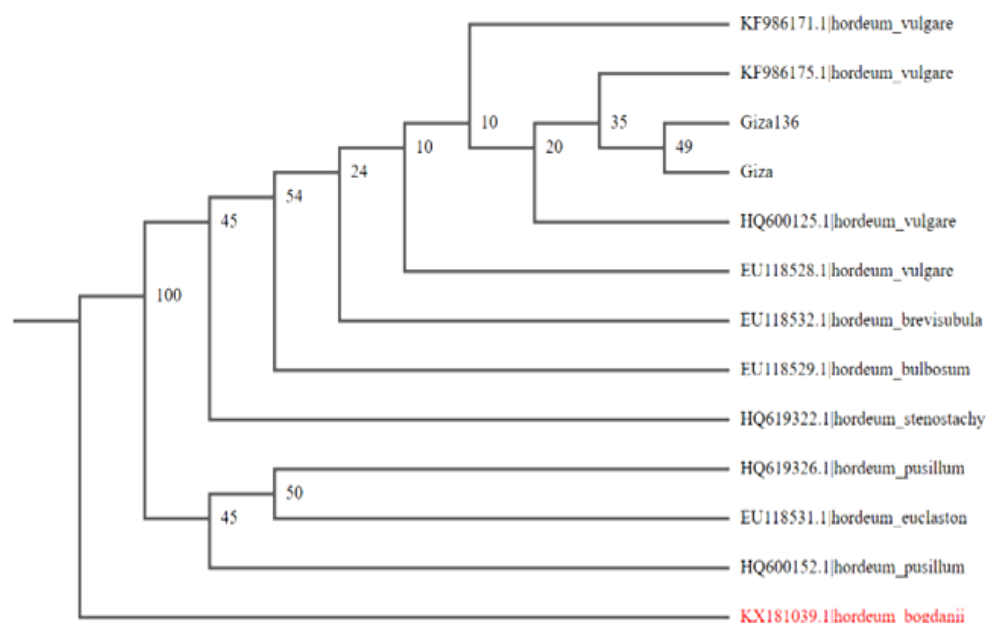 KF986171.1|hordeum_vulgare
KF986175.1|hordeum_vulgare
10
35
Giza136
10
20
49
24
Giza
54
45
HQ600125.1|hordeum_vulgare
EU118528.1|hordeum_vulgare
100
EU118532.1|hordeum_brevisubula
EU118529.1|hordeum_bulbosum
HQ619322.1|hordeum_stenostachy
HQ619326.1|hordeum_pusillum
50
45
EU118531.1|hordeum_euclaston
HQ600152.1|hordeum_pusillum
KX181039.1|hordeum_bogdanii